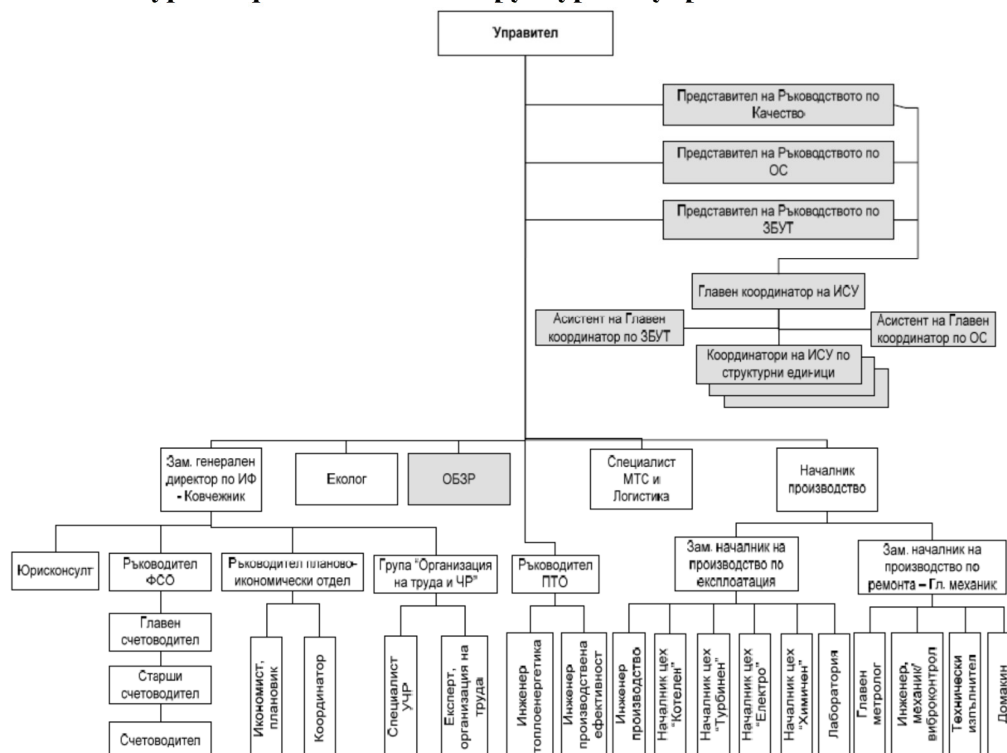 Управител
Представител на Ръководството по
Качество
Представител на Ръководството по
ОС
Представител на Ръководството по
ЗБУТ
Главен координатор на ИСУ
Асистент на Главен
координатор по ЗБУТ
Асистент на Главен
координатор по ОС
Координатори на ИСУ по
структурни единици
Зам. генерален
директор по ИФ
- Ковчежник
Еколог
ОБЗР
Специалист
МТС и
Логистика
Началник
производство
Юрисконсулт
Ръководител
ФСО
Ръководител планово-
икономически отдел
Група "Организация
на труда и ЧР"
Ръководител
ПТО
Зам. началник на
производство по
експлоатация
Зам. началник на
производство по
ремонта – Гл. механик
Главен
счетоводител
Старши
счетоводител
Счетоводител
Икономист,
плановик
Координатор
Специалист
УЧР
Експерт,
организация на
труда
Инженер
топлоенергетика
Инженер
производствена
ефективност
Инженер
производство
Началник цех
"Котелен"
Началник цех
"Турбинен"
Началник цех
"Електро"
Началник цех
"Химичен"
Лаборатория
Главен
метролог
Инженер,
механик/
виброконтрол
Технически
изпълнител
Домакин